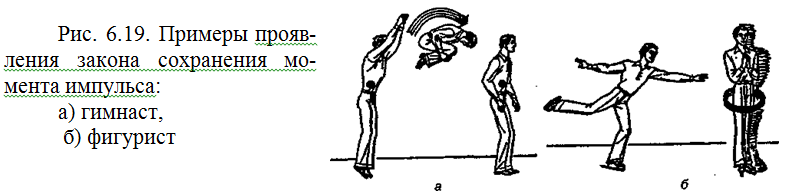 Рис. 6.19. Примеры прояв-
ления закона сохранения мо-
мента импульса:
а) гимнаст,
б) фигурист
а
б